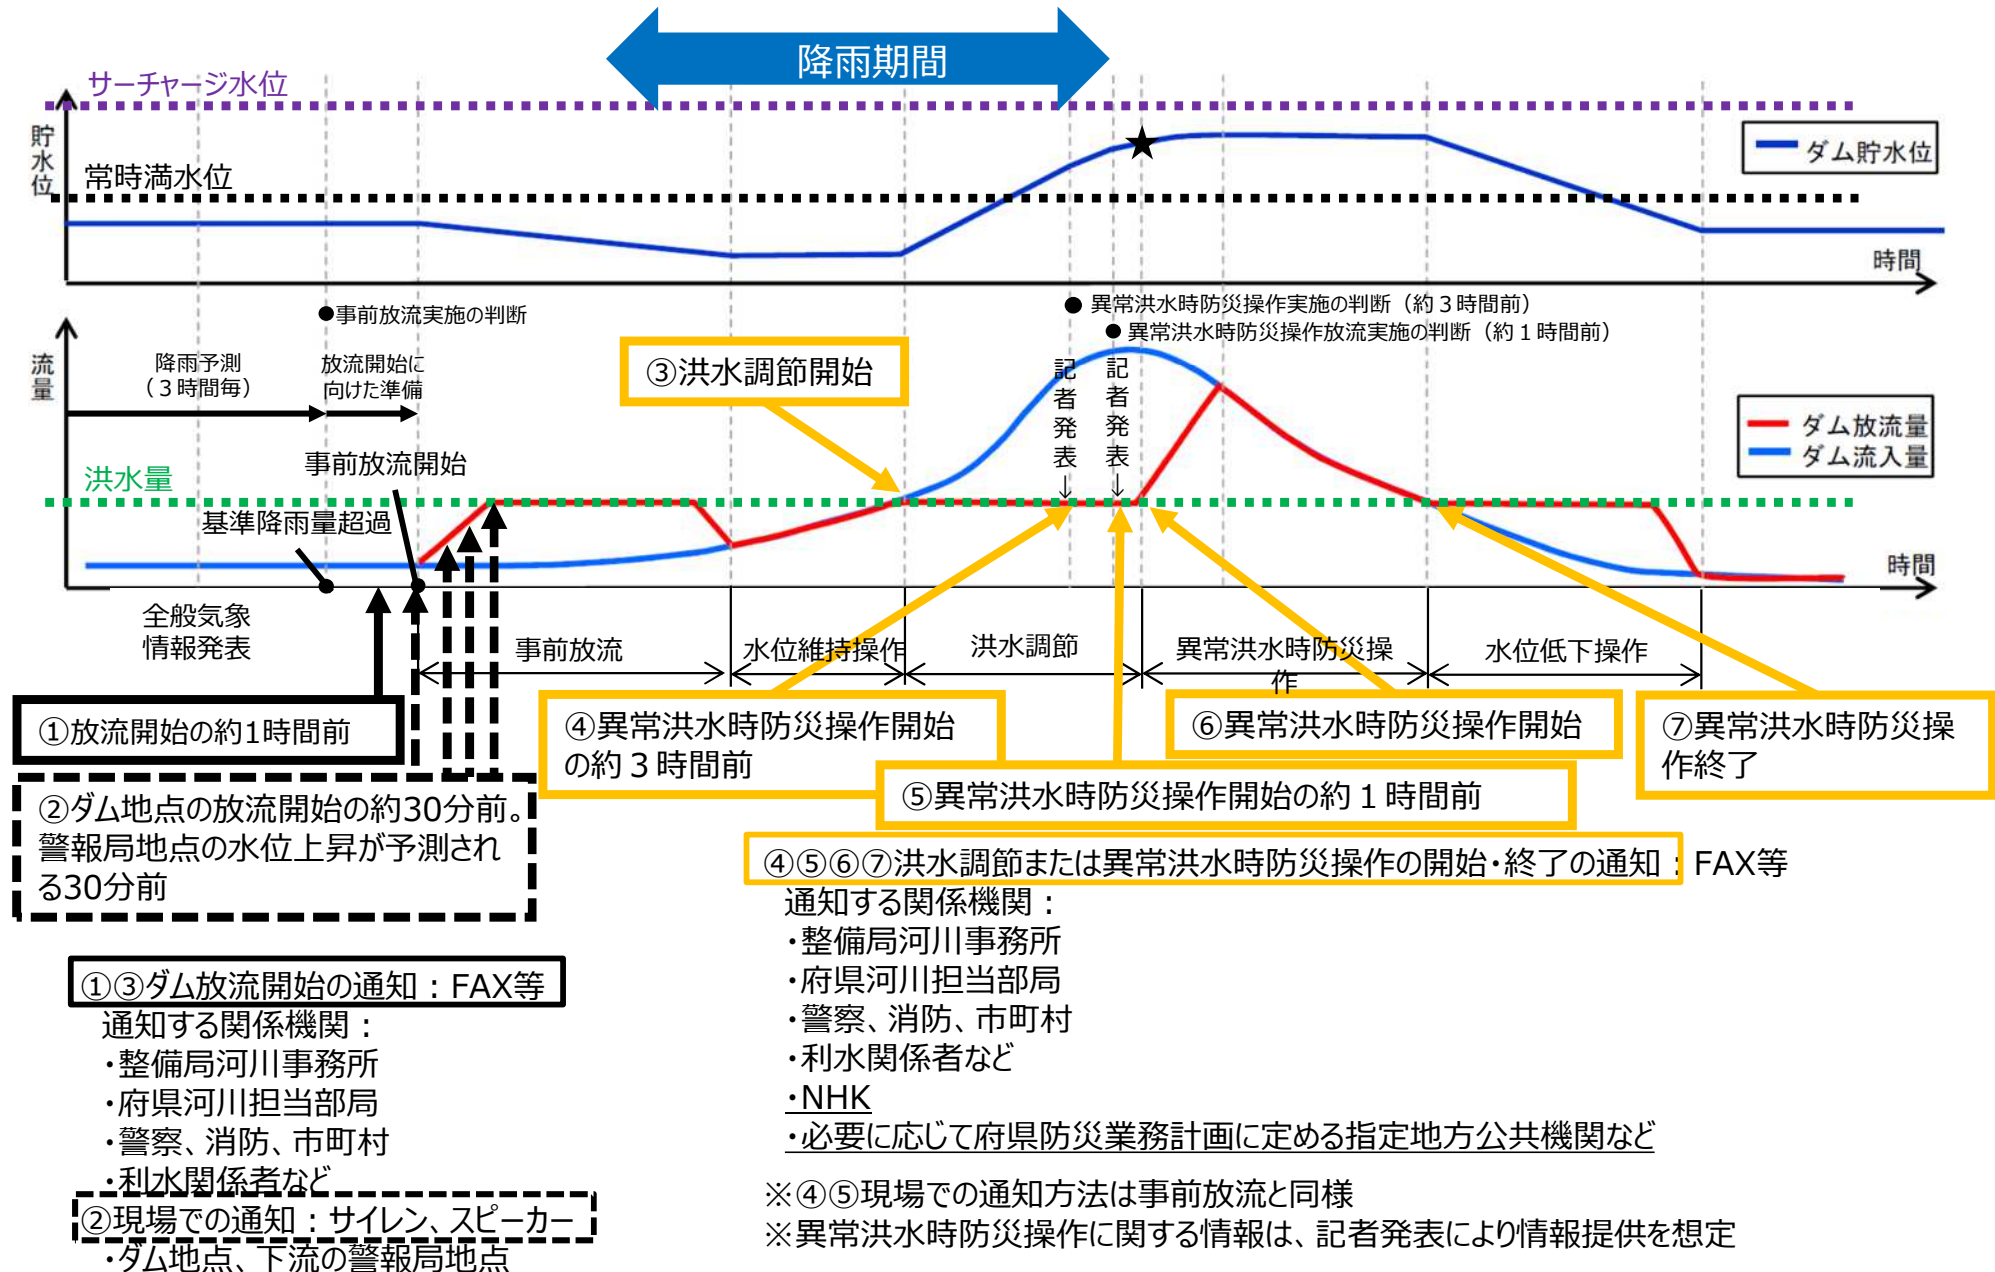 降雨期間
サーチャージ水位
貯水位
常時満水位
ダム貯水位
時間
●事前放流実施の判断
● 異常洪水時防災操作実施の判断（約３時間前）
● 異常洪水時防災操作放流実施の判断（約１時間前）
流量
降雨予測
（３時間毎）
放流開始に
向けた準備
③洪水調節開始
記者発表↓
記者発表↓
ダム放流量
ダム流入量
事前放流開始
洪水量
基準降雨量超過
時間
全般気象
情報発表
事前放流
水位維持操作
洪水調節
異常洪水時防災操
作
水位低下操作
①放流開始の約1時間前
④異常洪水時防災操作開始
の約３時間前
⑥異常洪水時防災操作開始
⑦異常洪水時防災操
作終了
⑤異常洪水時防災操作開始の約１時間前
②ダム地点の放流開始の約30分前。
警報局地点の水位上昇が予測され
る30分前
④⑤⑥⑦洪水調節または異常洪水時防災操作の開始・終了の通知：FAX等
通知する関係機関：
・整備局河川事務所
・府県河川担当部局
・警察、消防、市町村
・利水関係者など
・NHK
・必要に応じて府県防災業務計画に定める指定地方公共機関など
※④⑤現場での通知方法は事前放流と同様
※異常洪水時防災操作に関する情報は、記者発表により情報提供を想定
①③ダム放流開始の通知：FAX等
通知する関係機関：
・整備局河川事務所
・府県河川担当部局
・警察、消防、市町村
・利水関係者など
②現場での通知：サイレン、スピーカー
・ダム地点、下流の警報局地点